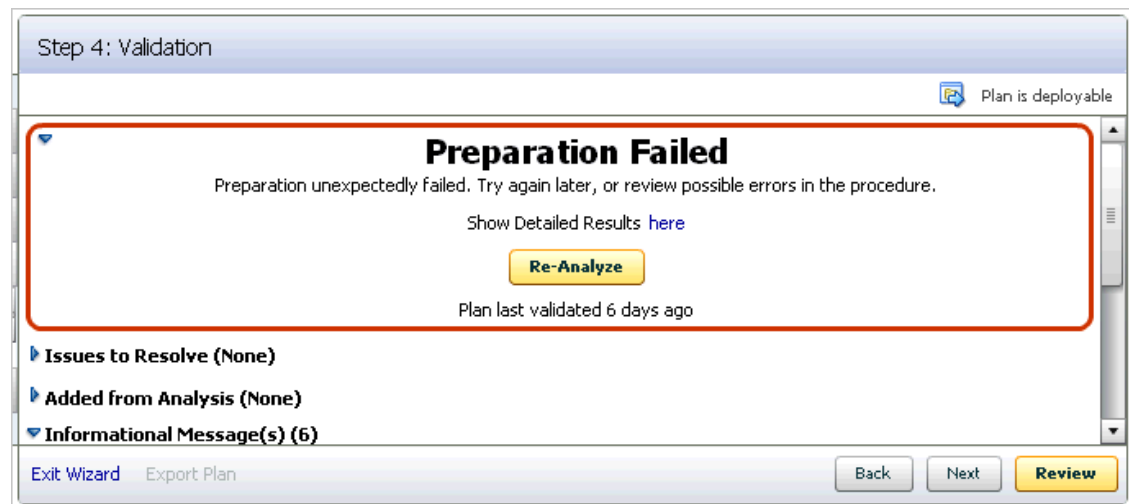 Step 4: Validation
Plan is deployable
Preparation Failed
Preparation unexpectedly failed. Try again later, or review possible errors in the procedure.
Show Detailed Results here
Re-Analyze
Plan last validated 6 days ago
Issues to Resolve (None)
Added from Analysis (None)
Informational Message(s) (6)
Exit Wizard Export Plan Back Next Review